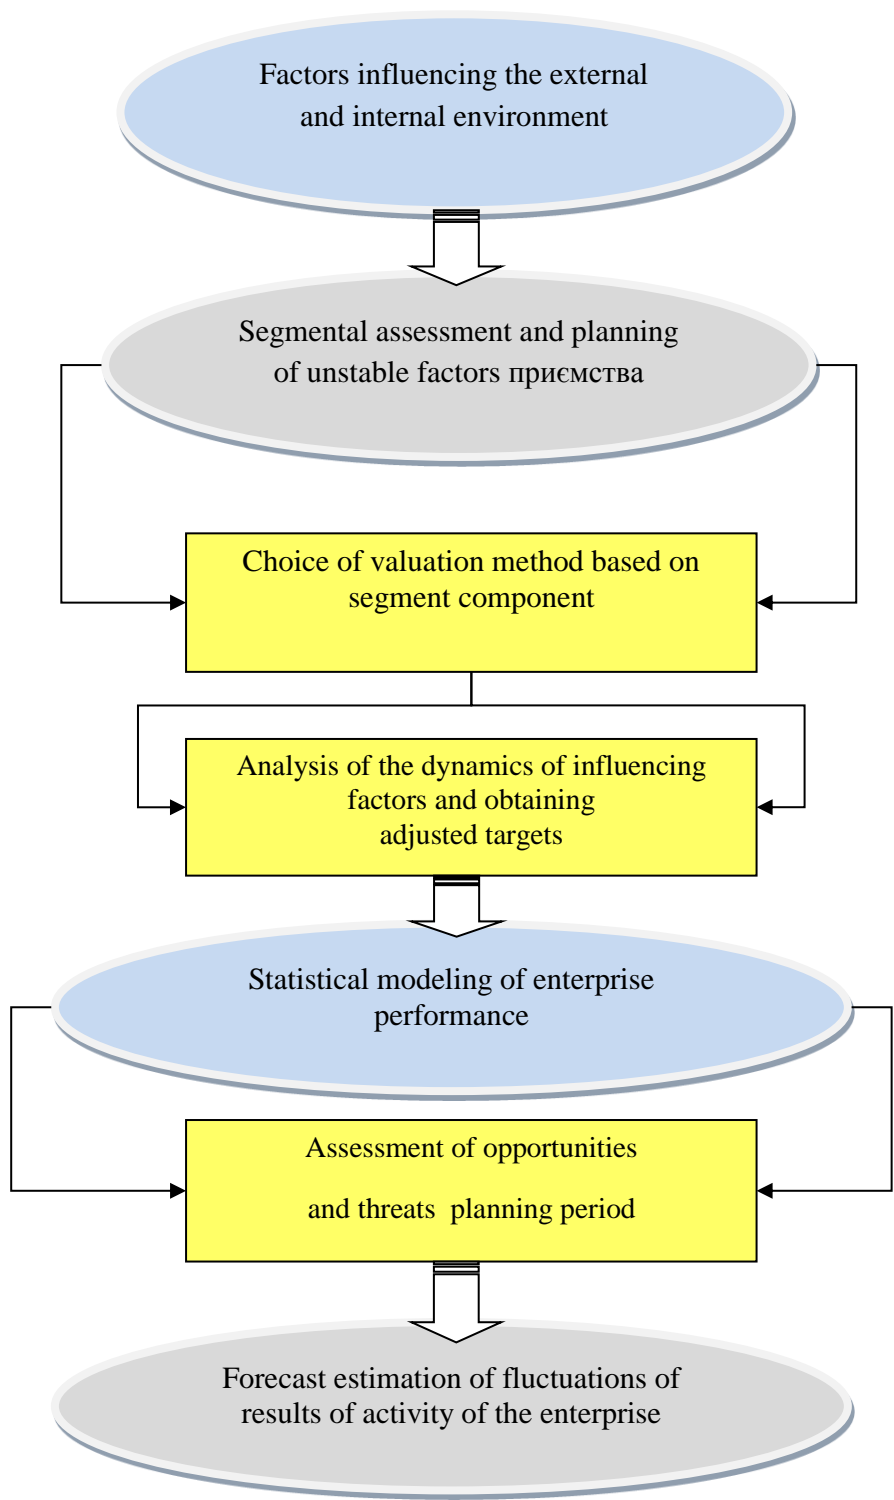 Factors influencing the external
and internal environment
Segmental assessment and planning
of unstable factors приємства
Choice of valuation method based on
segment component
Analysis of the dynamics of influencing
factors and obtaining
adjusted targets
Statistical modeling of enterprise
performance
Assessment of opportunities
and threats  planning period
Forecast estimation of fluctuations of
results of activity of the enterprise